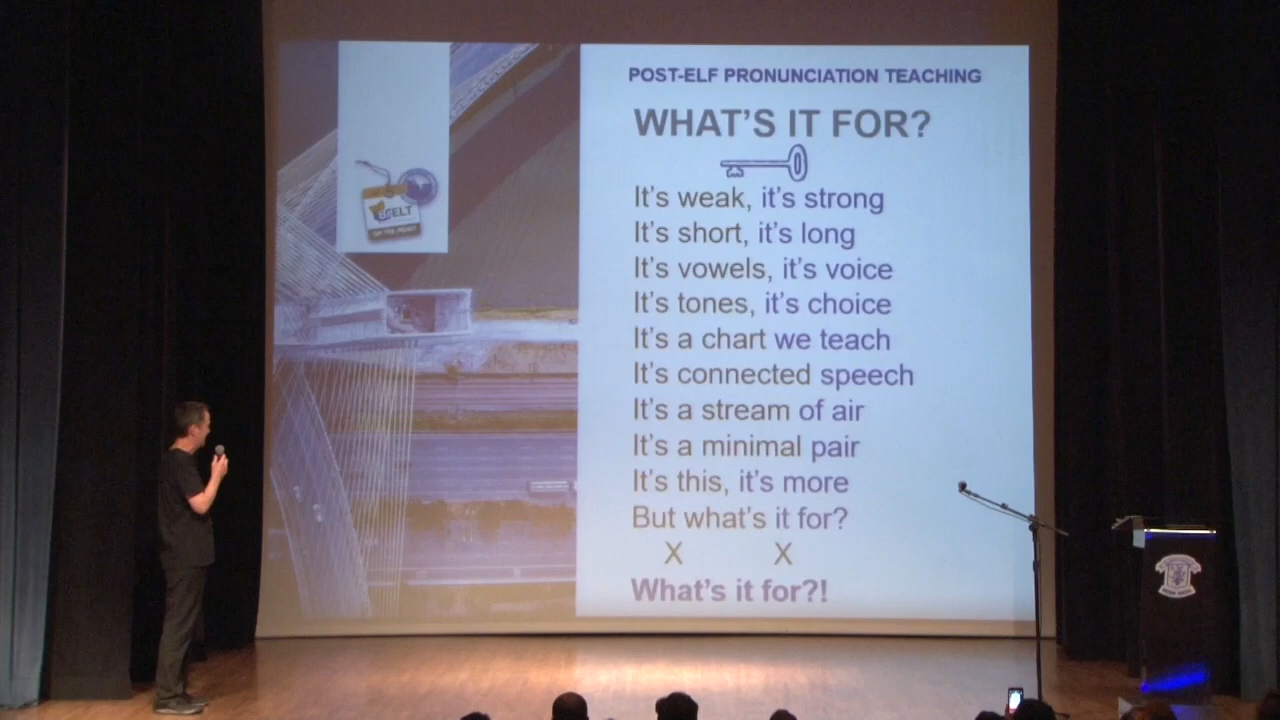 POST-ELF PRONUNCIATION TEACHING
WHAT'S IT FOR?
It's weak, it's strong
It's short, it's long
It's vowels, it's voice
It's tones, it's choice
It's a chart we teach
It's connected speech
It's a stream of air
It's a minimal pair
It's this, it's more
But what's it for?
X X
What's it for?!
ELT